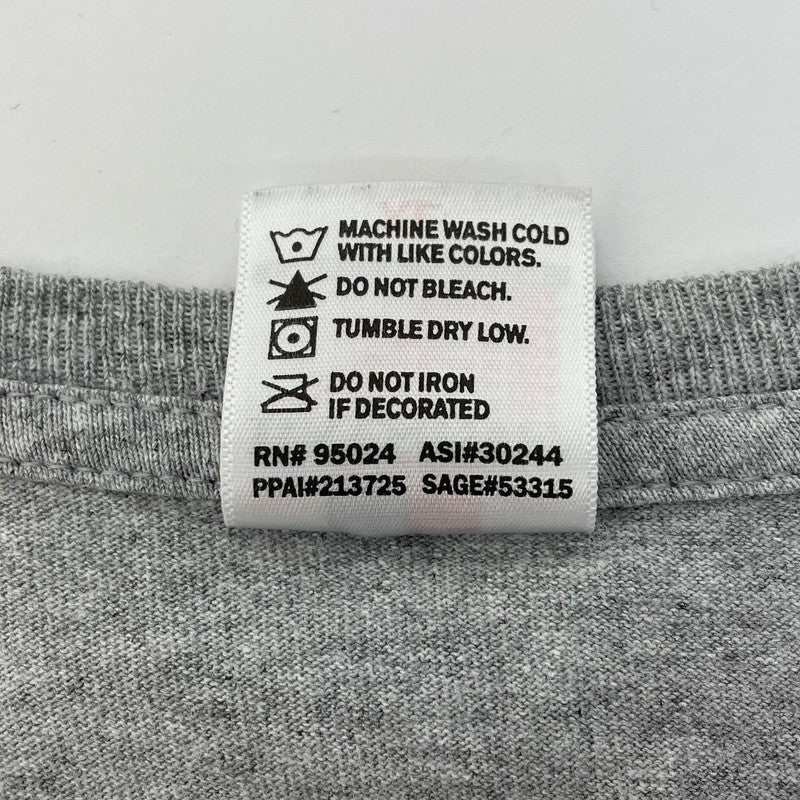 MACHINE WASH COLD
WITH LIKE COLORS.
DO NOT BLEACH.
TUMBLE DRY LOW.
DO NOT IRON
IF DECORATED
RN# 95024 ASI#30244
PPAI#213725 SAGE#53315